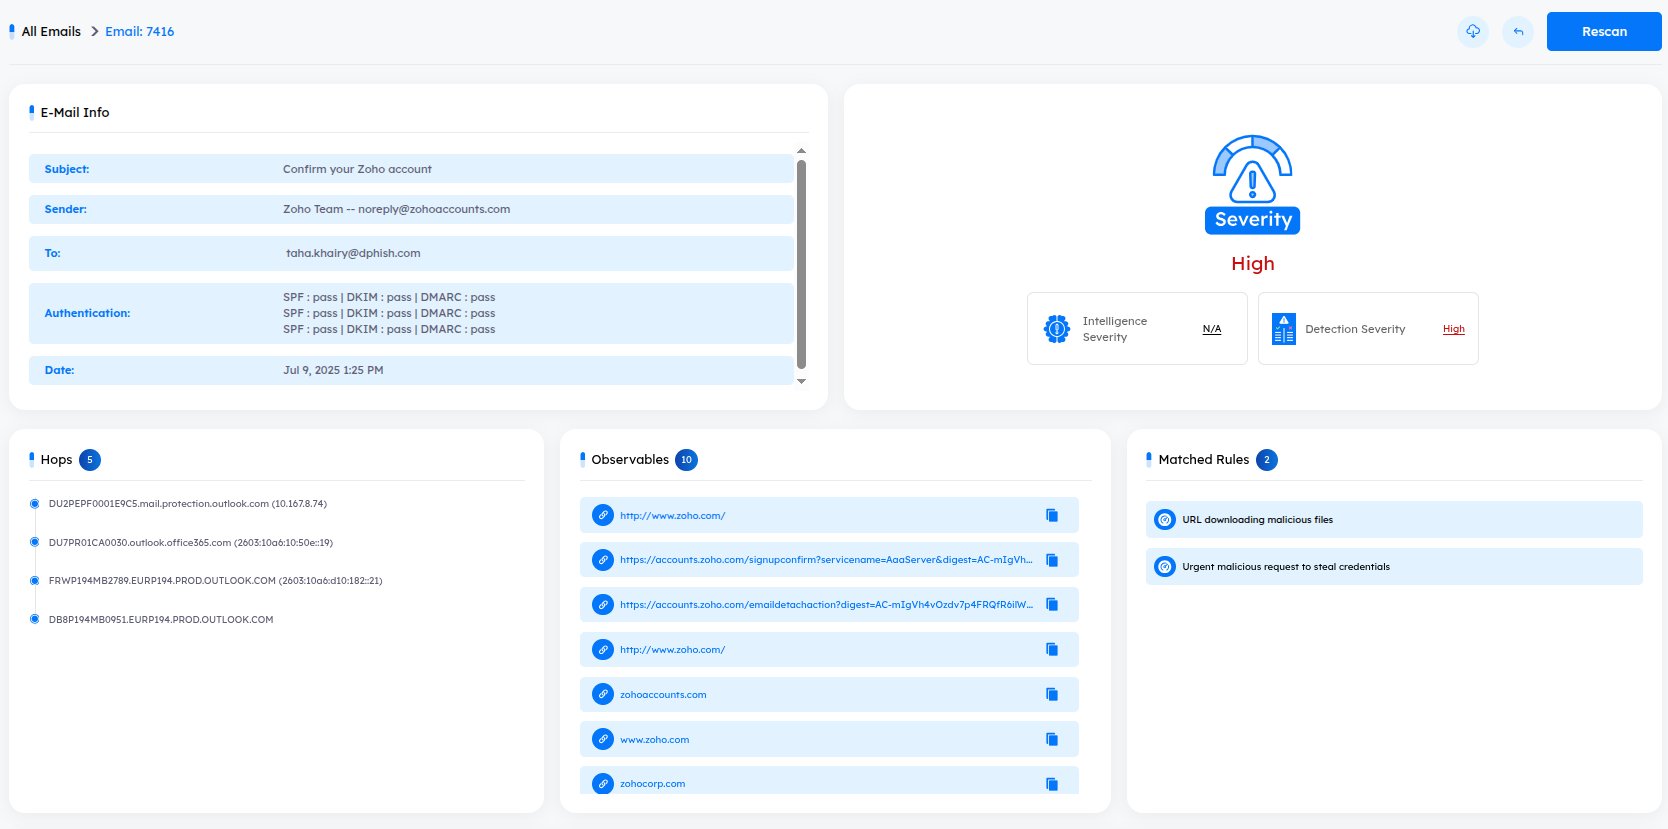 All Emails > Email: 7416
Rescan
E-Mail Info
Subject: Confirm your Zoho account
Sender: Zoho Team -- noreply@zohoaccounts.com
To: taha.khairy@dphish.com
Authentication:
SPF : pass | DKIM : pass | DMARC : pass
SPF : pass | DKIM : pass | DMARC : pass
SPF : pass | DKIM : pass | DMARC : pass
Date: Jul 9, 2025 1:25 PM
Severity
High
Intelligence
Severity
N/A
Detection Severity High
Hops 5
DU2PEPF0001E9C5.mail.protection.outlook.com (10.167.8.74)
DU7PR01CA0030.outlook.office365.com (2603:10a6:10:50e::19)
FRWP194MB2789.EURP194.PROD.OUTLOOK.COM (2603:10a6:d10:182::21)
DB8P194MB0951.EURP194.PROD.OUTLOOK.COM
Observables 10
http://www.zoho.com/
https://accounts.zoho.com/signupconfirm?servicename=AaaServer&digest=AC-mIgVh...
https://accounts.zoho.com/emaildetachaction?digest=AC-mIgVh4vOzdv7p4FRQfR6ilW...
http://www.zoho.com/
zohoaccounts.com
www.zoho.com
zohocorp.com
Matched Rules 2
URL downloading malicious files
Urgent malicious request to steal credentials